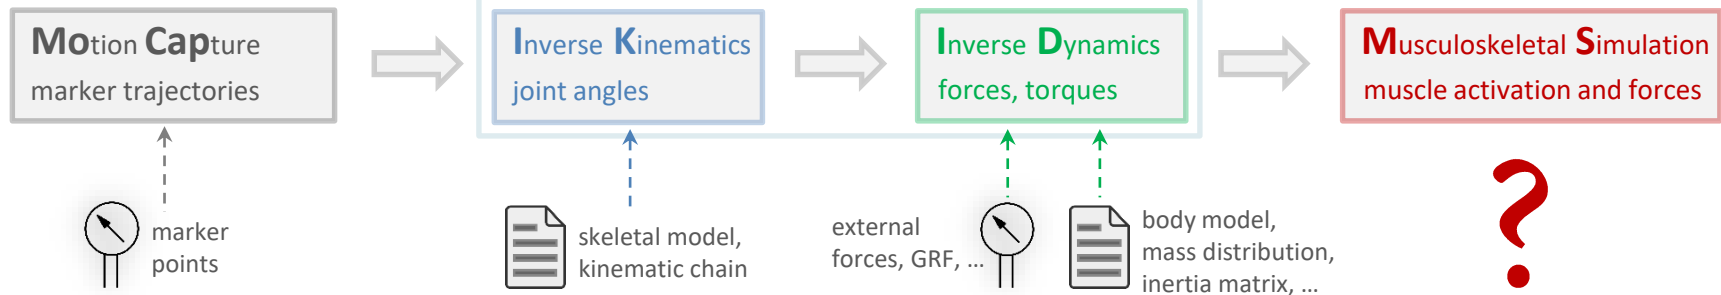 Motion Capture
marker trajectories
Inverse Kinematics
joint angles
Inverse Dynamics
forces, torques
Musculoskeletal Simulation
muscle activation and forces
marker
points
skeletal model,
kinematic chain
external
forces, GRF, ...
body model,
mass distribution,
inertia matrix, ...
?